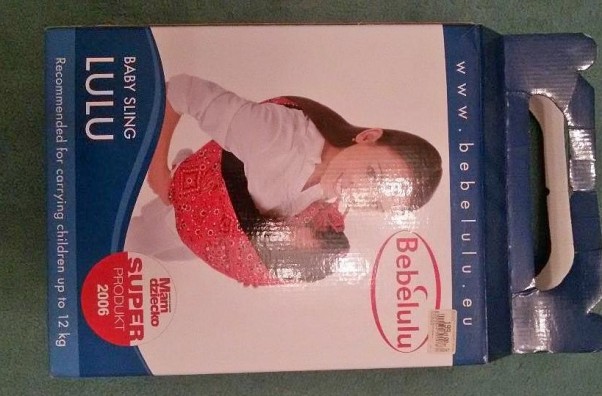 www.bebelulu.eu
Bebelulu
Mam
dziecko
SUPER
PRODUKT
2006
BABY SLING
LULU
Recommended for carrying children up to 12 kg